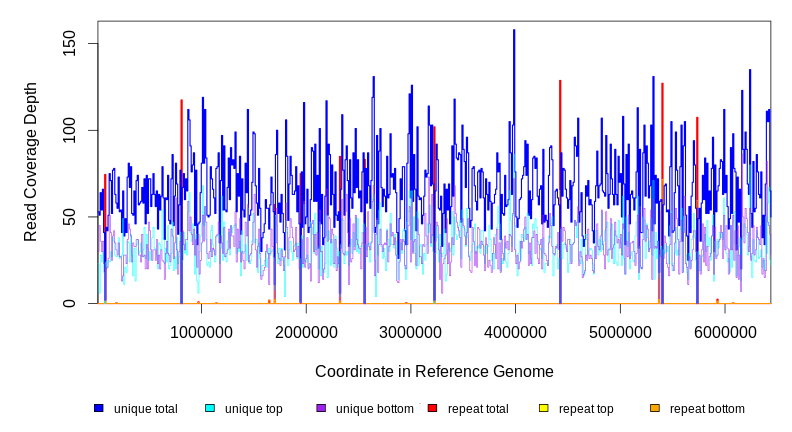 150
100
50
0
Read Coverage Depth
1000000 2000000 3000000 4000000 5000000 6000000
Coordinate in Reference Genome
unique total unique top unique bottom repeat total repeat top repeat bottom